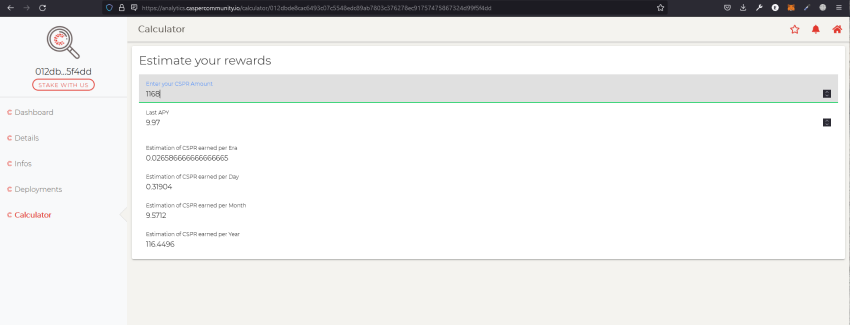 https://analytics.caspercommunity.io/calculator/012dbde8cad8493d07c5548edd89ab7803c376278ec91757475887324d99f5f4dd
Calculator
012db...5f4dd
STAKE WITH US
Dashboard
Details
Infos
Deployments
Calculator
Estimate your rewards
Enter your CSPR Amount
1168
Last APY
9.97
Estimation of CSPR earned per Era
0.026586666666666665
Estimation of CSPR earned per Day
0.31904
Estimation of CSPR earned per Month
9.5712
Estimation of CSPR earned per Year
116.4496